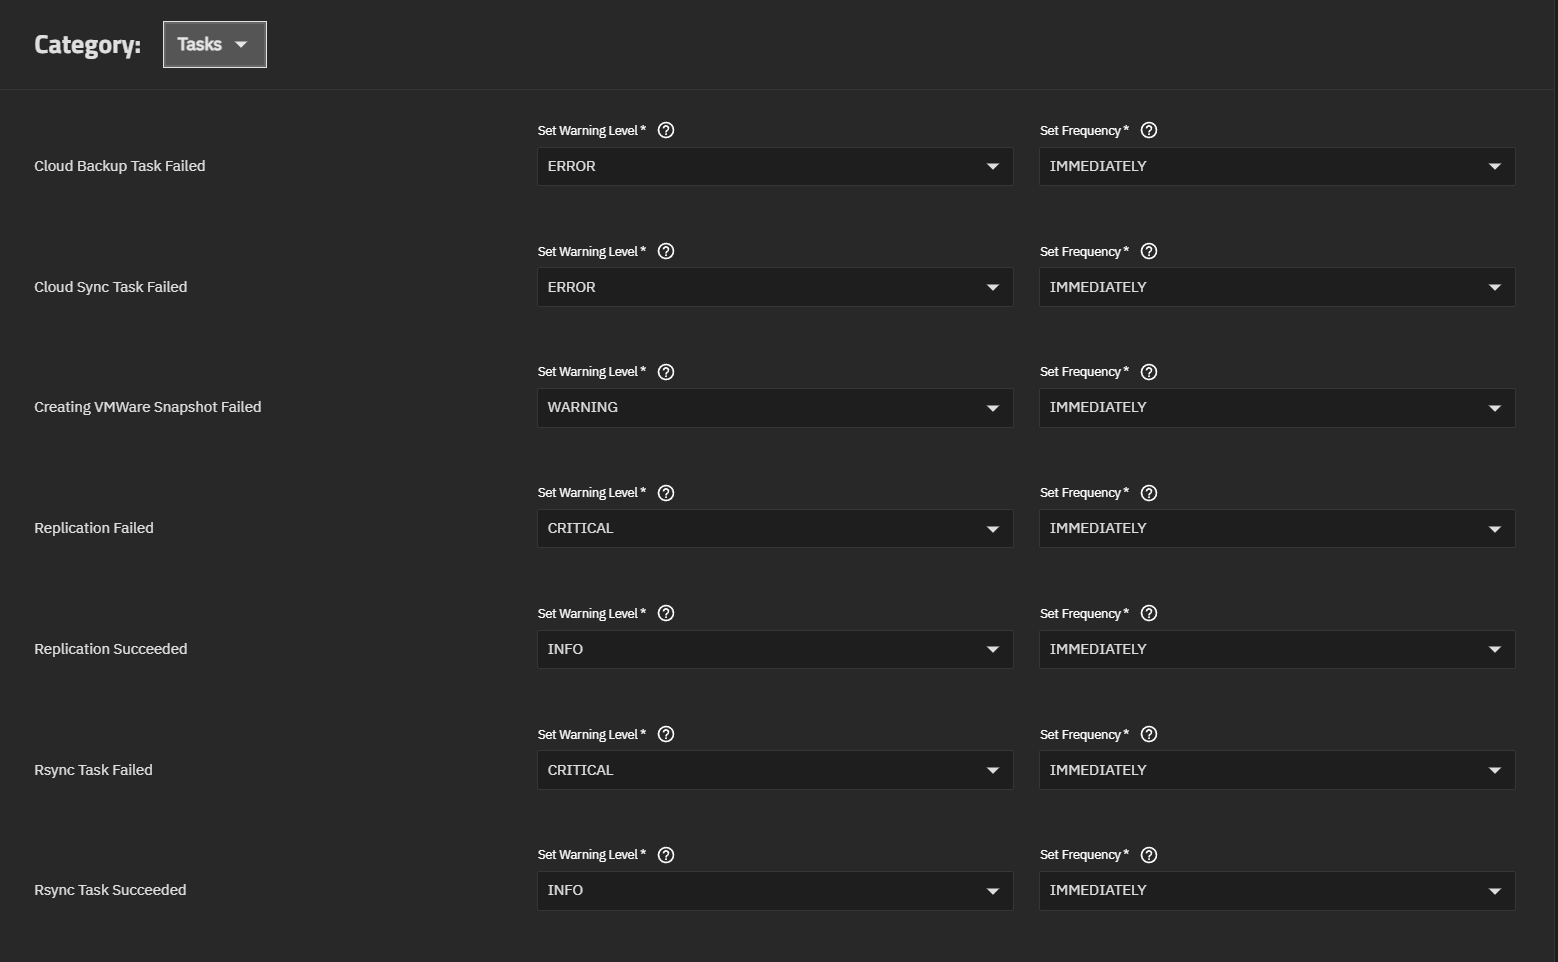 Category: Tasks
Set Warning Level * Set Frequency *
Cloud Backup Task Failed ERROR IMMEDIATELY
Set Warning Level * Set Frequency *
Cloud Sync Task Failed ERROR IMMEDIATELY
Set Warning Level * Set Frequency *
Creating VMWare Snapshot Failed WARNING IMMEDIATELY
Set Warning Level * Set Frequency *
Replication Failed CRITICAL IMMEDIATELY
Set Warning Level * Set Frequency *
Replication Succeeded INFO IMMEDIATELY
Set Warning Level * Set Frequency *
Rsync Task Failed CRITICAL IMMEDIATELY
Set Warning Level * Set Frequency *
Rsync Task Succeeded INFO IMMEDIATELY